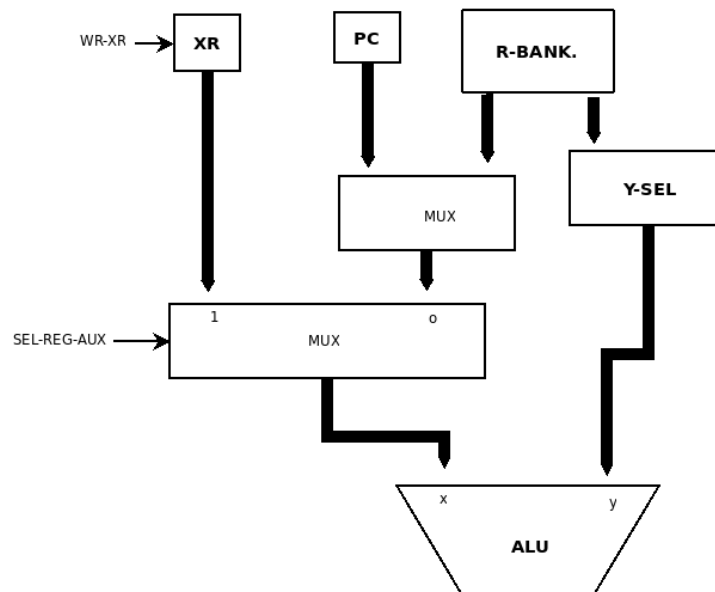 WR-XR
XR
PC
R-BANK.
Y-SEL
MUX
1
o
SEL-REG-AUX
MUX
x
y
ALU